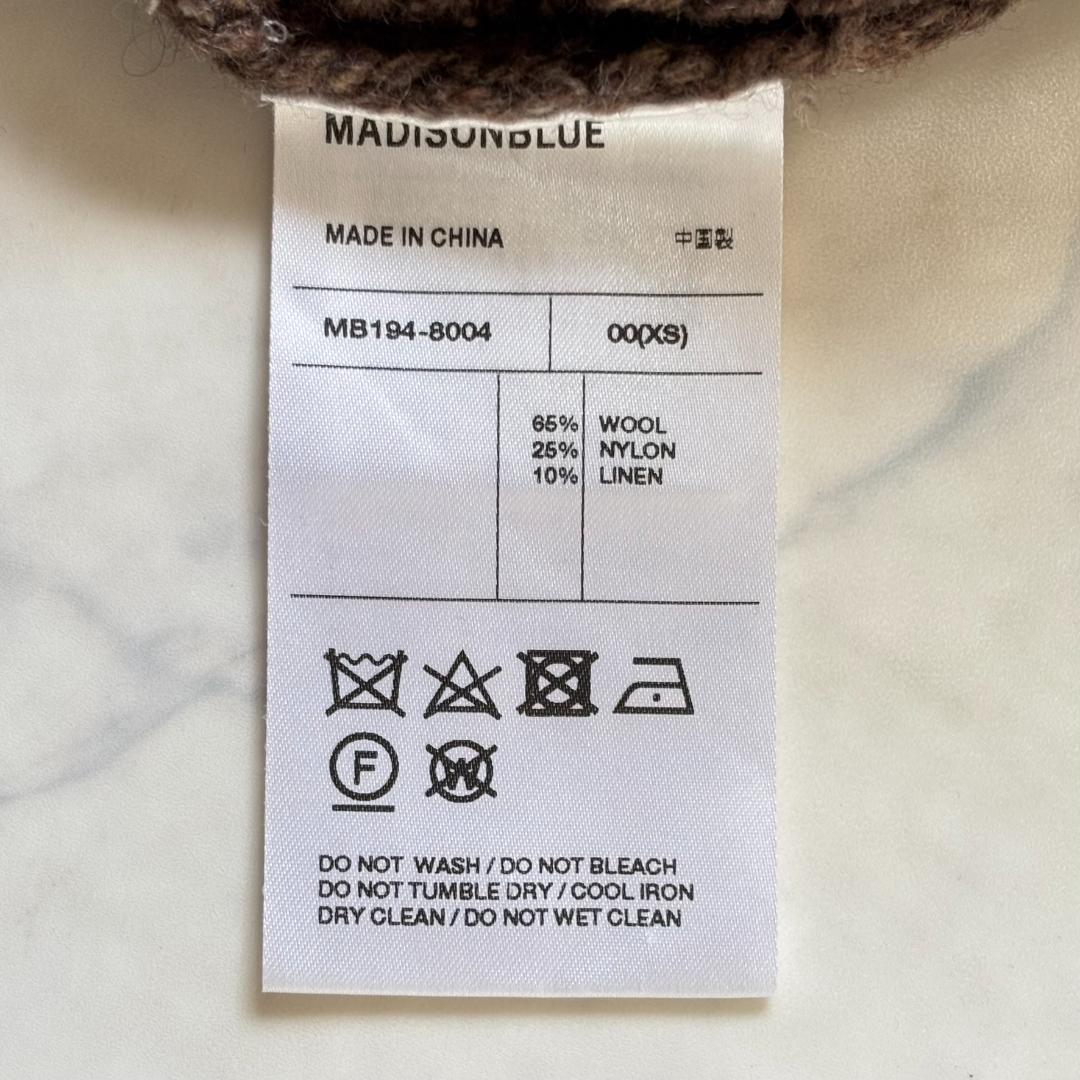 MADISONBLUE
MADE IN CHINA 中国製
MB194-8004 00(XS)
65% WOOL
25% NYLON
10% LINEN
F W
DO NOT WASH / DO NOT BLEACH
DO NOT TUMBLE DRY / COOL IRON
DRY CLEAN / DO NOT WET CLEAN